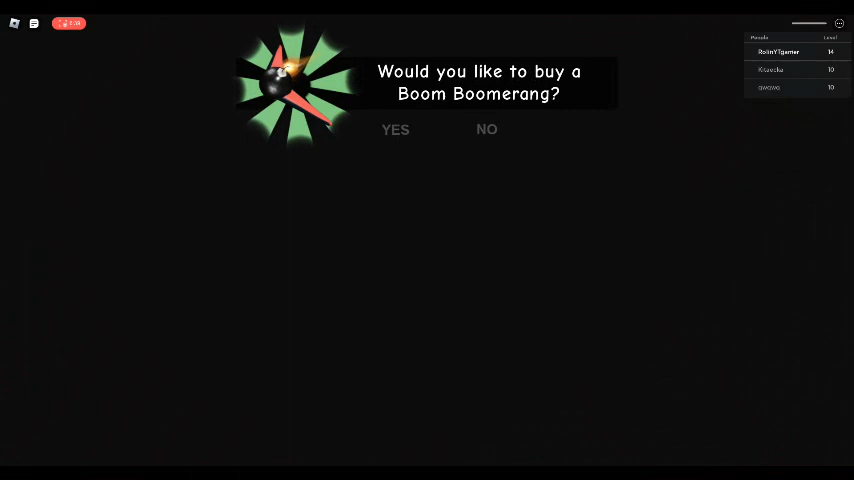 Would you like to buy a
Boom Boomerang?
YES NO
People Level
RolinYTgamer 14
10
10